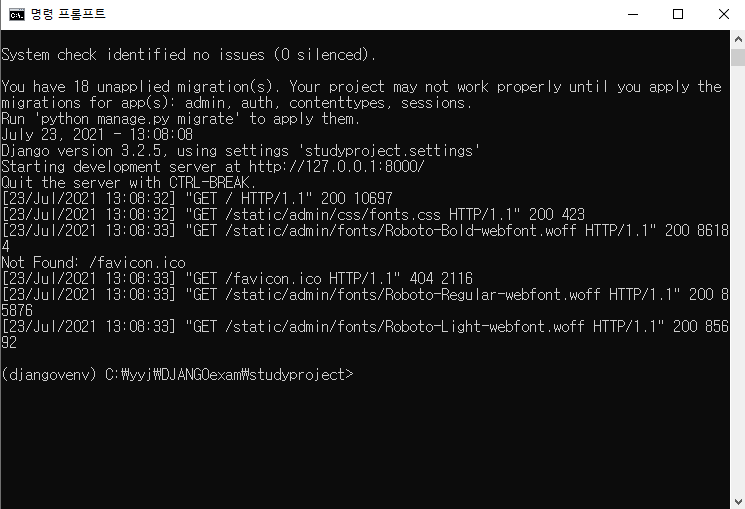 명령 프롬프트
System check identified no issues (0 silenced).
You have 18 unapplied migration(s). Your project may not work properly until you apply the
migrations for app(s): admin, auth, contenttypes, sessions.
Run 'python manage.py migrate' to apply them.
July 23, 2021 - 13:08:08
Django version 3.2.5, using settings 'studyproject.settings'
Starting development server at http://127.0.0.1:8000/
Quit the server with CTRL-BREAK.
[23/Jul/2021 13:08:32] "GET / HTTP/1.1" 200 10697
[23/Jul/2021 13:08:32] "GET /static/admin/css/fonts.css HTTP/1.1" 200 423
[23/Jul/2021 13:08:33] "GET /static/admin/fonts/Roboto-Bold-webfont.woff HTTP/1.1" 200 8618
4
Not Found: /favicon.ico
[23/Jul/2021 13:08:33] "GET /favicon.ico HTTP/1.1" 404 2116
[23/Jul/2021 13:08:33] "GET /static/admin/fonts/Roboto-Regular-webfont.woff HTTP/1.1" 200 8
5876
[23/Jul/2021 13:08:33] "GET /static/admin/fonts/Roboto-Light-webfont.woff HTTP/1.1" 200 856
92
(djangovenv) C:₩yyj₩DJANGOexam₩studyproject>